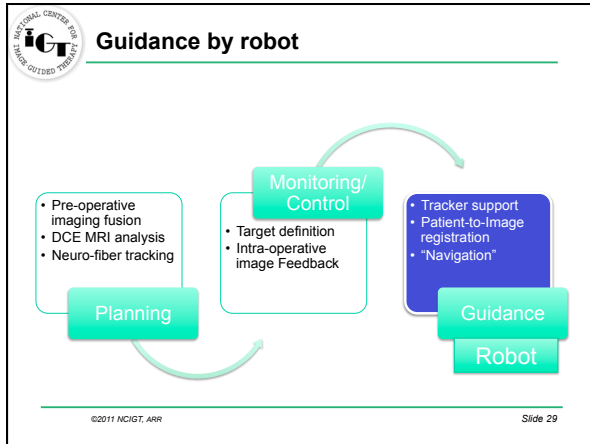 NATIONAL CENTER FOR
iGT
IMAGE-GUIDED THERAPY
Guidance by robot
• Pre-operative
imaging fusion
• DCE MRI analysis
• Neuro-fiber tracking
Planning
Monitoring/
Control
• Target definition
• Intra-operative
image Feedback
• Tracker support
• Patient-to-Image
registration
• “Navigation”
Guidance
Robot
©2011 NCIGT, ARR
Slide 29